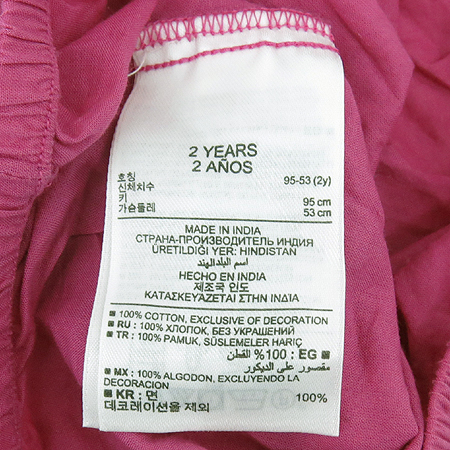 2 YEARS
2 AÑOS
호칭 95-53 (2y)
신체치수
키 95 cm
가슴둘레 53 cm
MADE IN INDIA
СТРАНА-ПРОИЗВОДИТЕЛЬ ИНДИЯ
ÜRETILDIĞI YER: HINDISTAN
اسم البلد الهند
HECHO EN INDIA
제조국 인도
ΚΑΤΑΣΚΕΥΑΖΕΤΑΙ ΣΤΗΝ ΙΝΔΙΑ
■ 100% COTTON, EXCLUSIVE OF DECORATION
■ RU : 100% ХЛОПОК, БЕЗ УКРАШЕНИЙ
■ TR : 100% PAMUK, SÜSLEMELER HARIÇ
■ EG : %100 القطن
مقصور على الديكور
■ MX : 100% ALGODON, EXCLUYENDO LA
DECORACION
■ KR : 면 100%
데코레이션을 제외